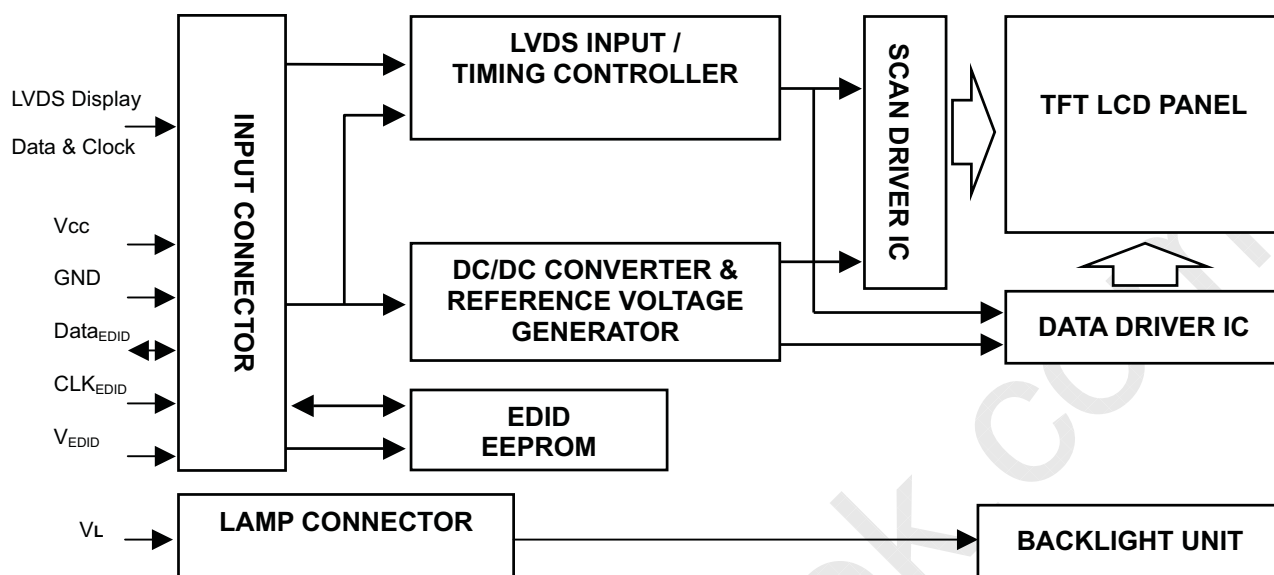 LVDS Display
Data & Clock
Vcc
GND
DataEDID
CLKEDID
VEDID
VL
INPUT CONNECTOR
LVDS INPUT /
TIMING CONTROLLER
DC/DC CONVERTER &
REFERENCE VOLTAGE
GENERATOR
EDID
EEPROM
LAMP CONNECTOR
SCAN DRIVER IC
TFT LCD PANEL
DATA DRIVER IC
BACKLIGHT UNIT